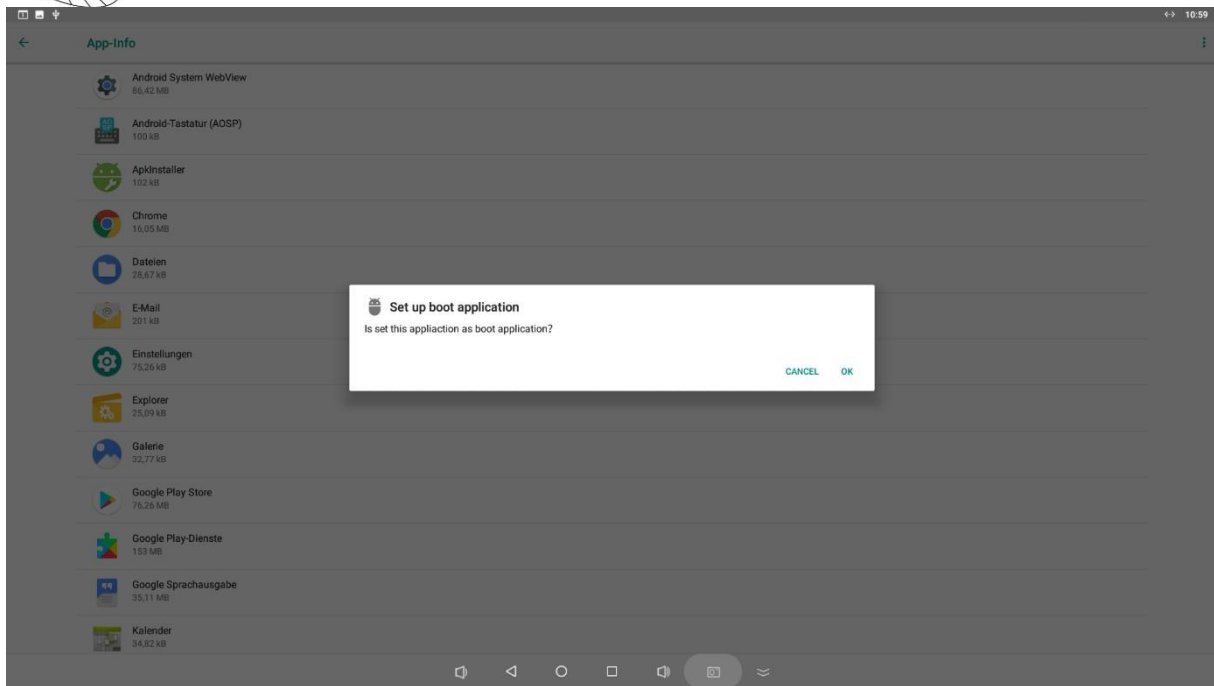 10:59
App-Info
Android System WebView
86,42 MB
Android-Tastatur (AOSP)
100 kB
ApkInstaller
102 kB
Chrome
16,05 MB
Dateien
28,67 kB
E-Mail
201 kB
Einstellungen
75,26 kB
Explorer
25,09 kB
Galerie
32,77 kB
Google Play Store
76,26 MB
Google Play-Dienste
153 MB
Google Sprachausgabe
35,11 MB
Kalender
34,82 kB
Set up boot application
Is set this appliaction as boot application?
CANCEL OK